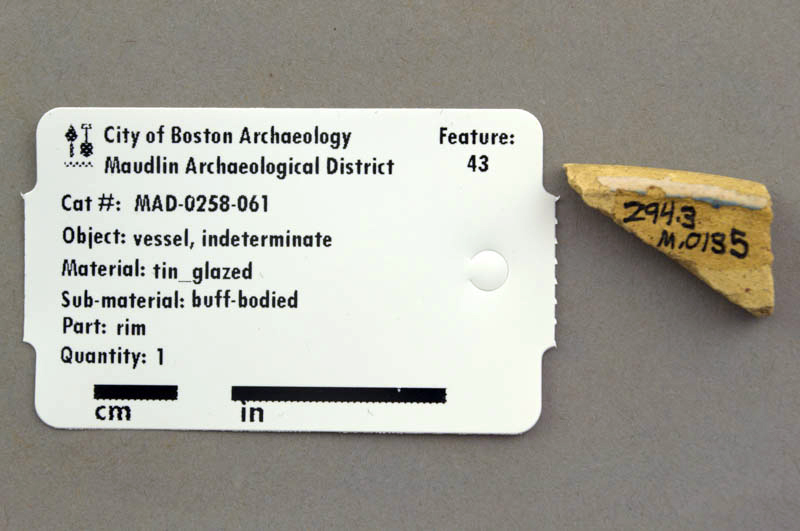 City of Boston Archaeology
Maudlin Archaeological District
Feature:
43
Cat #: MAD-0258-061
Object: vessel, indeterminate
Material: tin_glazed
Sub-material: buff-bodied
Part: rim
Quantity: 1
cm
in
294.3
M.0135